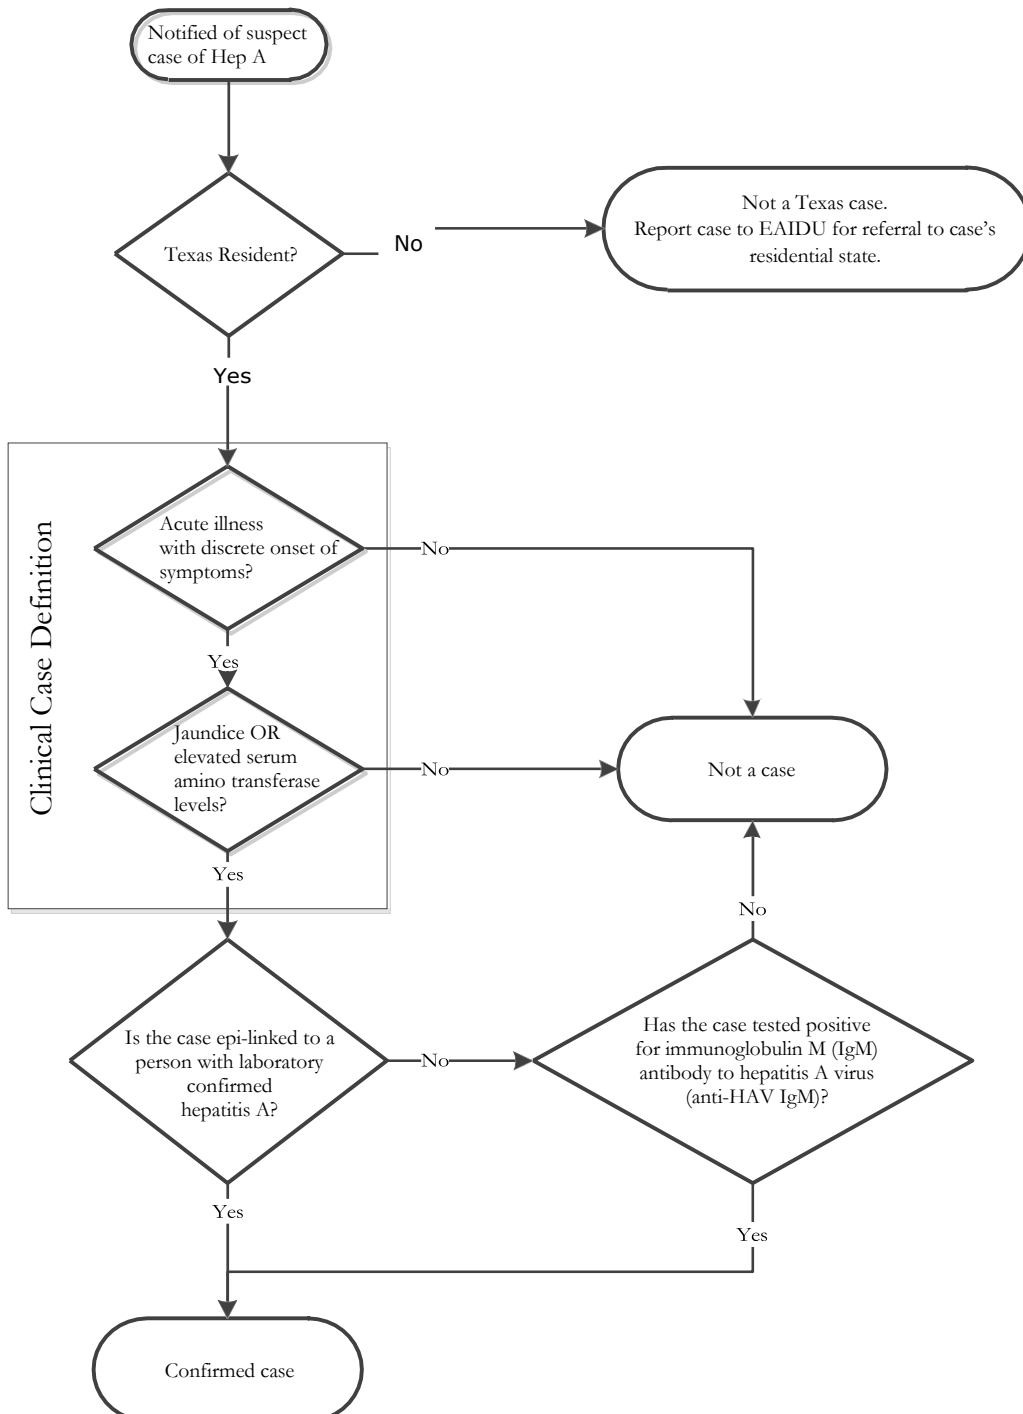 Notified of suspect
case of Hep A
Texas Resident?
No
Not a Texas case.
Report case to EAIDU for referral to case's
residential state.
Yes
Clinical Case Definition
Acute illness
with discrete onset of
symptoms?
No
Yes
Jaundice OR
elevated serum
amino transferase
levels?
No
Not a case
Yes
No
Is the case epi-linked to a
person with laboratory
confirmed
hepatitis A?
No
Has the case tested positive
for immunoglobulin M (IgM)
antibody to hepatitis A virus
(anti-HAV IgM)?
Yes
Yes
Confirmed case